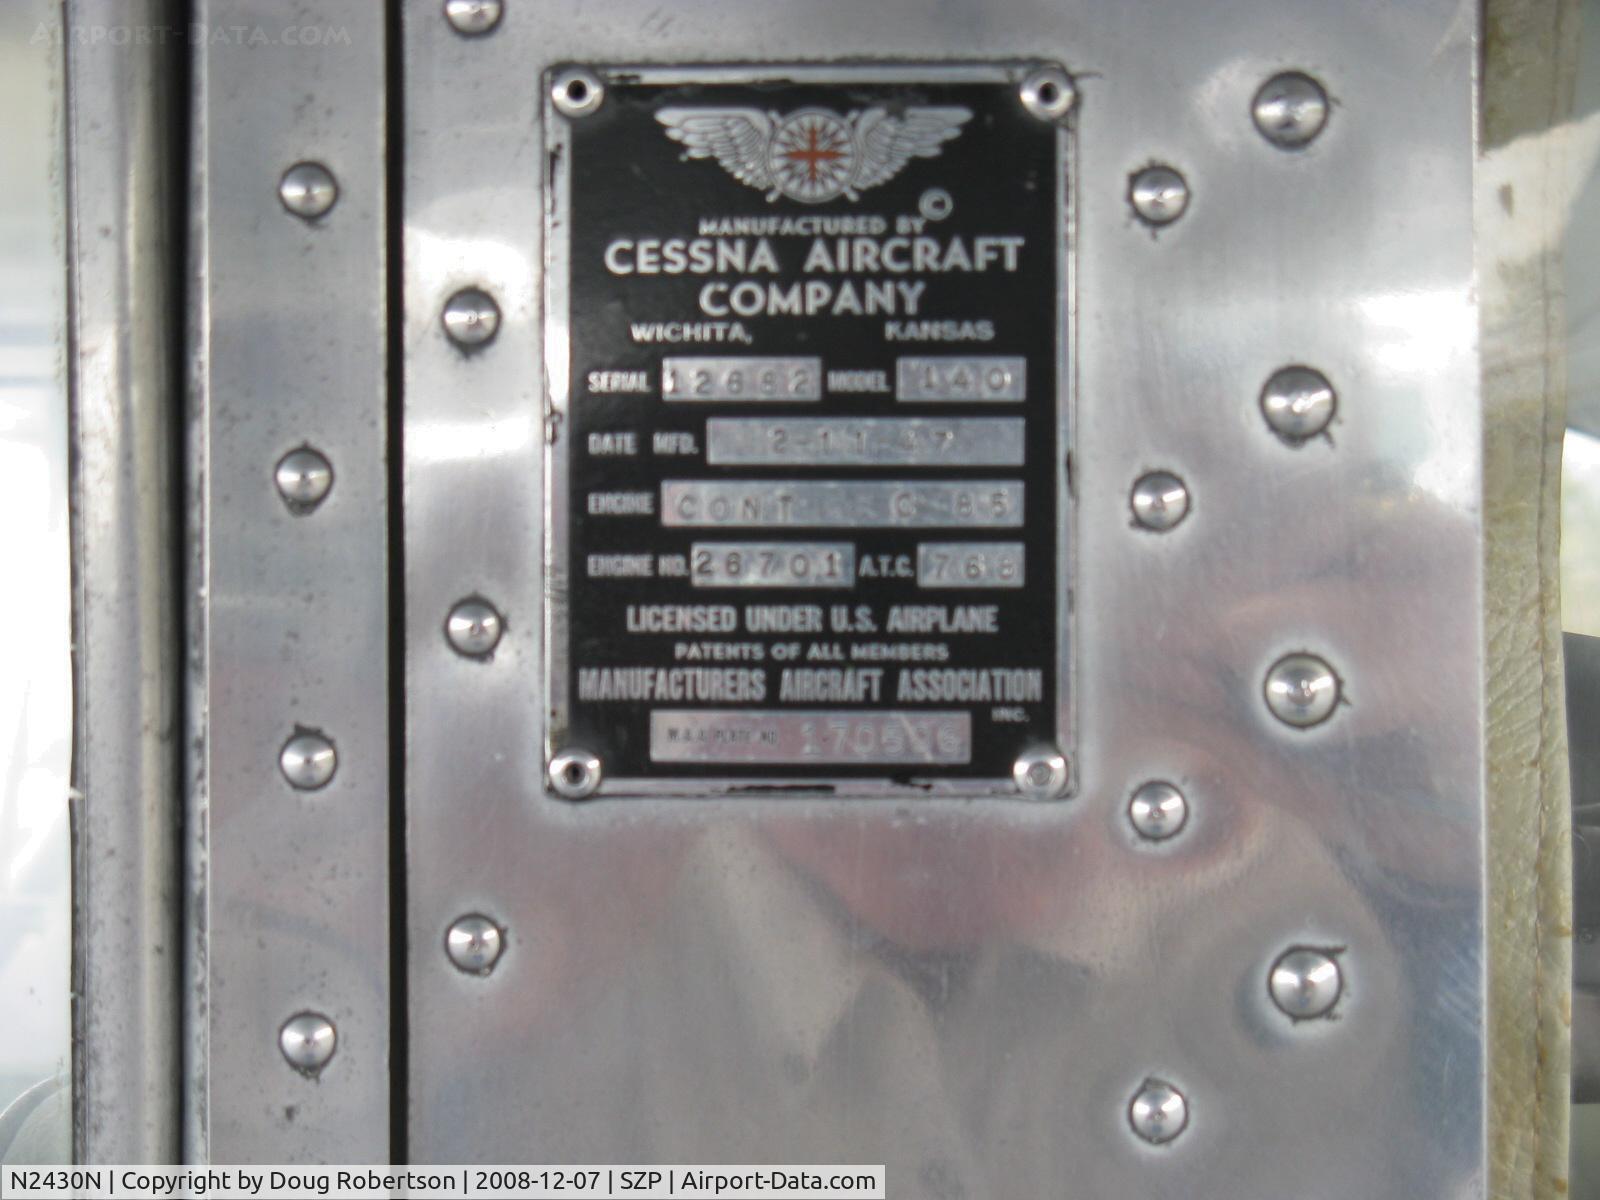 AIRPORT-DATA.COM
©
MANUFACTURED BY
CESSNA AIRCRAFT
COMPANY
WICHITA, KANSAS
SERIAL 12682 MODEL 140
DATE MFD. 2-11-47
ENGINE CONT C 85
ENGINE NO. 26701 A.T.C. 768
LICENSED UNDER U.S. AIRPLANE
PATENTS OF ALL MEMBERS
MANUFACTURERS AIRCRAFT ASSOCIATION
INC.
PLATE NO.
N2430N | Copyright by Doug Robertson | 2008-12-07 | SZP | Airport-Data.com